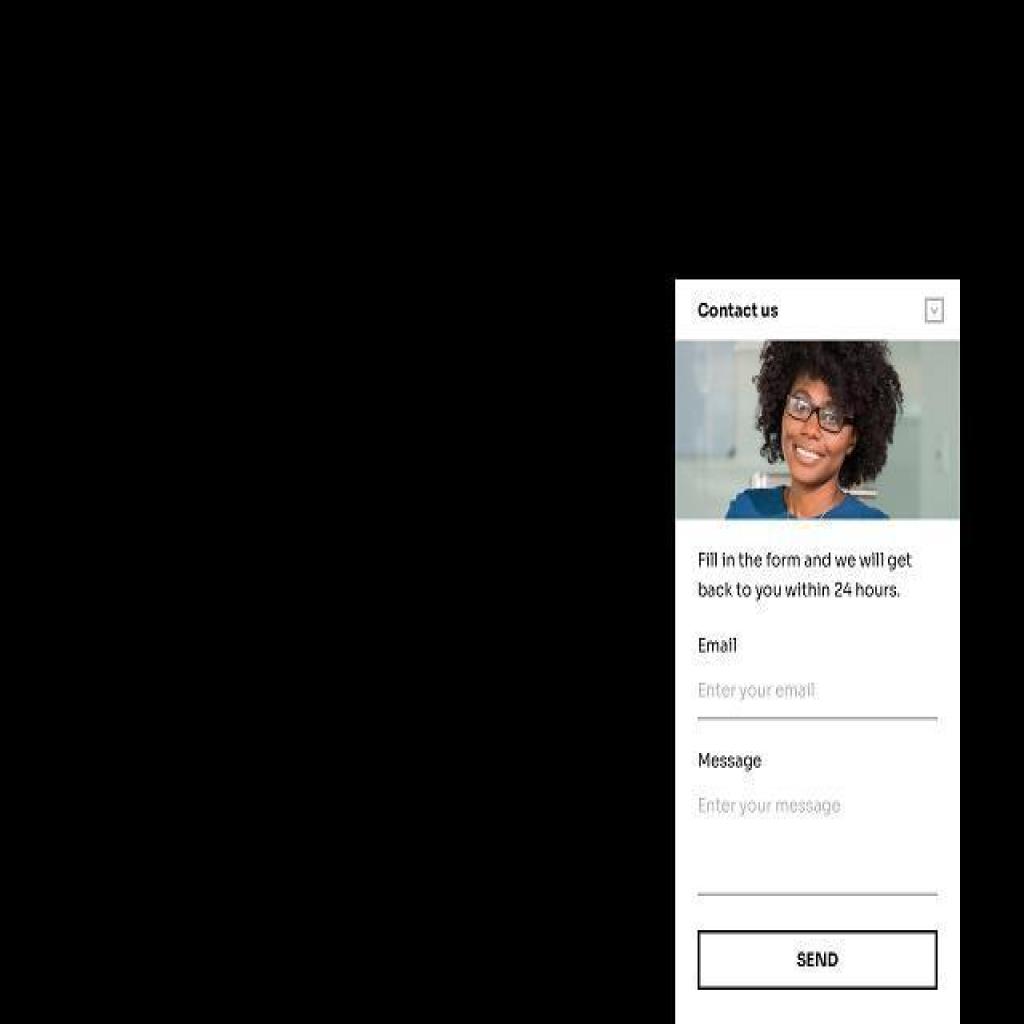 Contact us
Fill in the form and we will get
back to you within 24 hours.
Email
Enter your email
Message
Enter your message
SEND